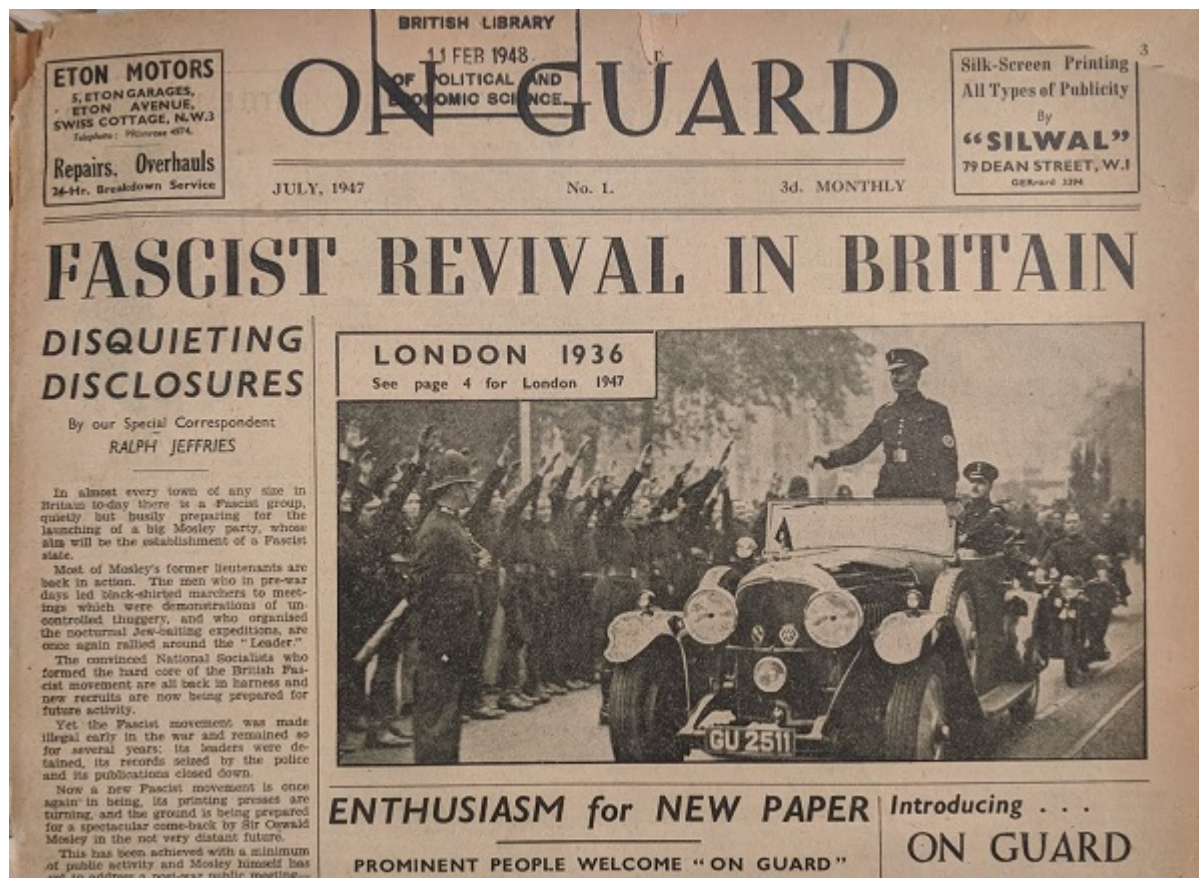 BRITISH LIBRARY
11 FEB 1948
OF POLITICAL AND
ECONOMIC SCIENCE.
3
ETON MOTORS
5, ETON GARAGES,
ETON AVENUE,
SWISS COTTAGE, N.W.3
Telephone: PRImrose 4974.
Repairs, Overhauls
24-Hr. Breakdown Service
ON GUARD
Silk-Screen Printing
All Types of Publicity
By
"SILWAL"
79 DEAN STREET, W.1
GERrard 3394
JULY, 1947 No. 1. 3d. MONTHLY
FASCIST REVIVAL IN BRITAIN
DISQUIETING
DISCLOSURES
By our Special Correspondent
RALPH JEFFRIES
In almost every town of any size in
Britain to-day there is a Fascist group,
quietly but busily preparing for the
launching of a big Mosley party, whose
aim will be the establishment of a Fascist
state.
Most of Mosley's former lieutenants are
back in action. The men who in pre-war
days led black-shirted marchers to meet-
ings which were demonstrations of un-
controlled thuggery, and who organised
the nocturnal Jew-baiting expeditions, are
once again rallied around the "Leader."
The convinced National Socialists who
formed the hard core of the British Fas-
cist movement are all back in harness and
new recruits are now being prepared for
future activity.
Yet the Fascist movement was made
illegal early in the war and remained so
for several years; its leaders were de-
tained, its records seized by the police
and its publications closed down.
Now a new Fascist movement is once
again in being, its printing presses are
turning, and the ground is being prepared
for a spectacular come-back by Sir Oswald
Mosley in the not very distant future.
This has been achieved with a minimum
of public activity and Mosley himself has
yet to address a post-war public meeting
LONDON 1936
See page 4 for London 1947
GU 2511
ENTHUSIASM for NEW PAPER
PROMINENT PEOPLE WELCOME "ON GUARD"
Introducing . . .
ON GUARD